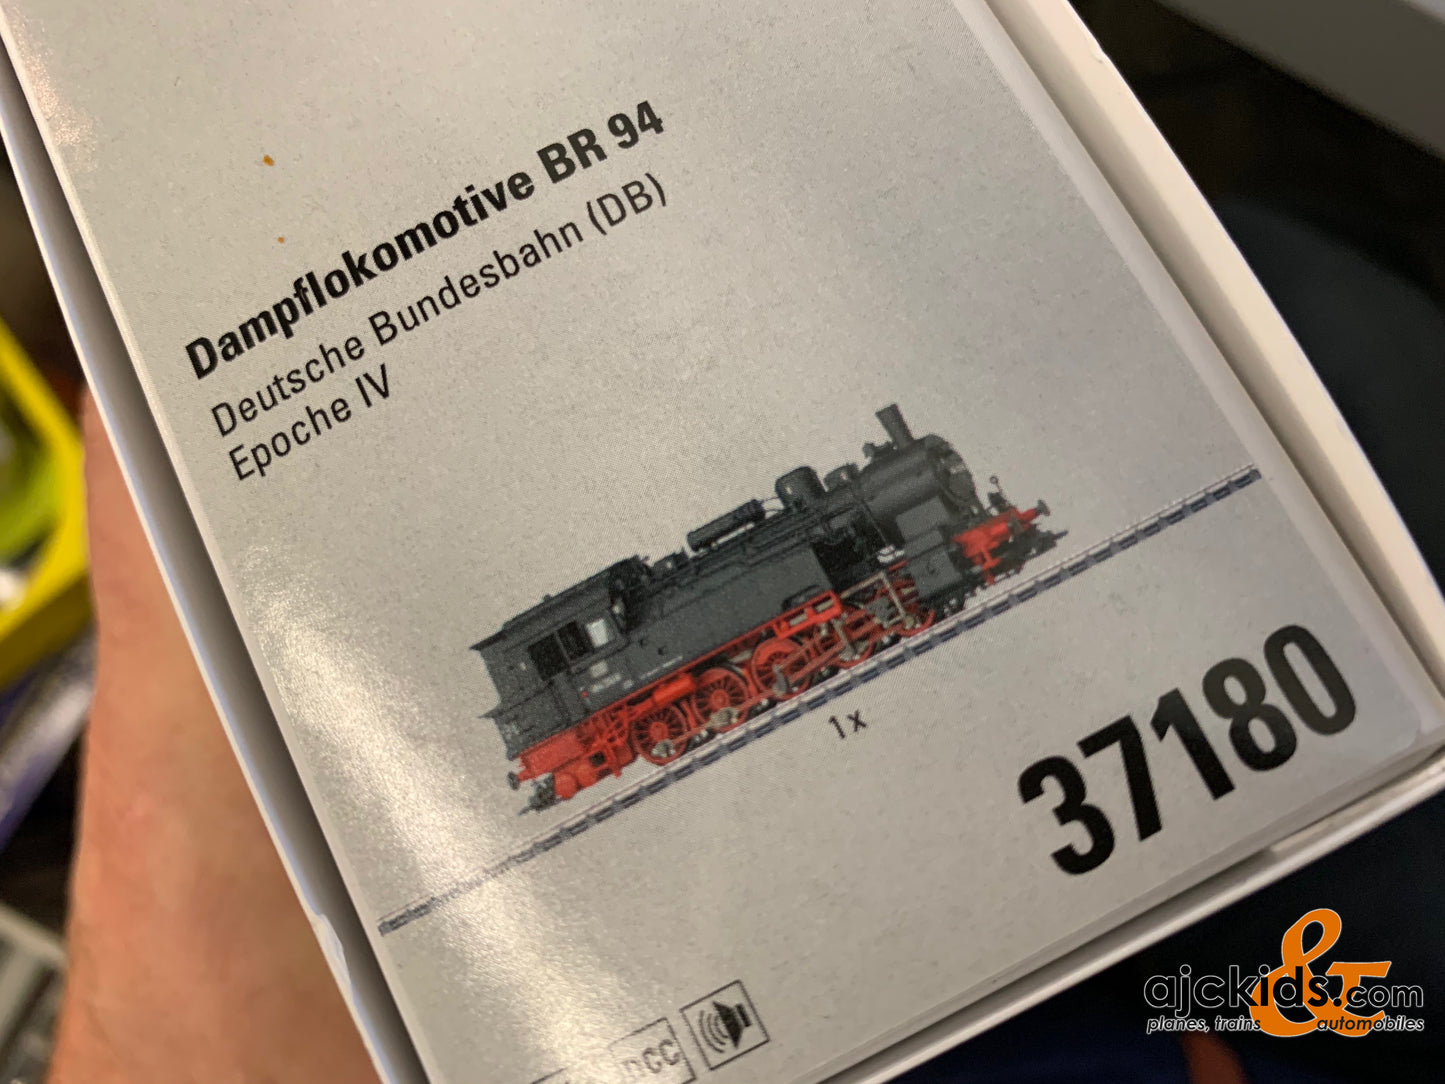 Dampflokomotive BR 94
Deutsche Bundesbahn (DB)
Epoche IV
1x
37180
DCC
ajckids.com
planes, trains & automobiles